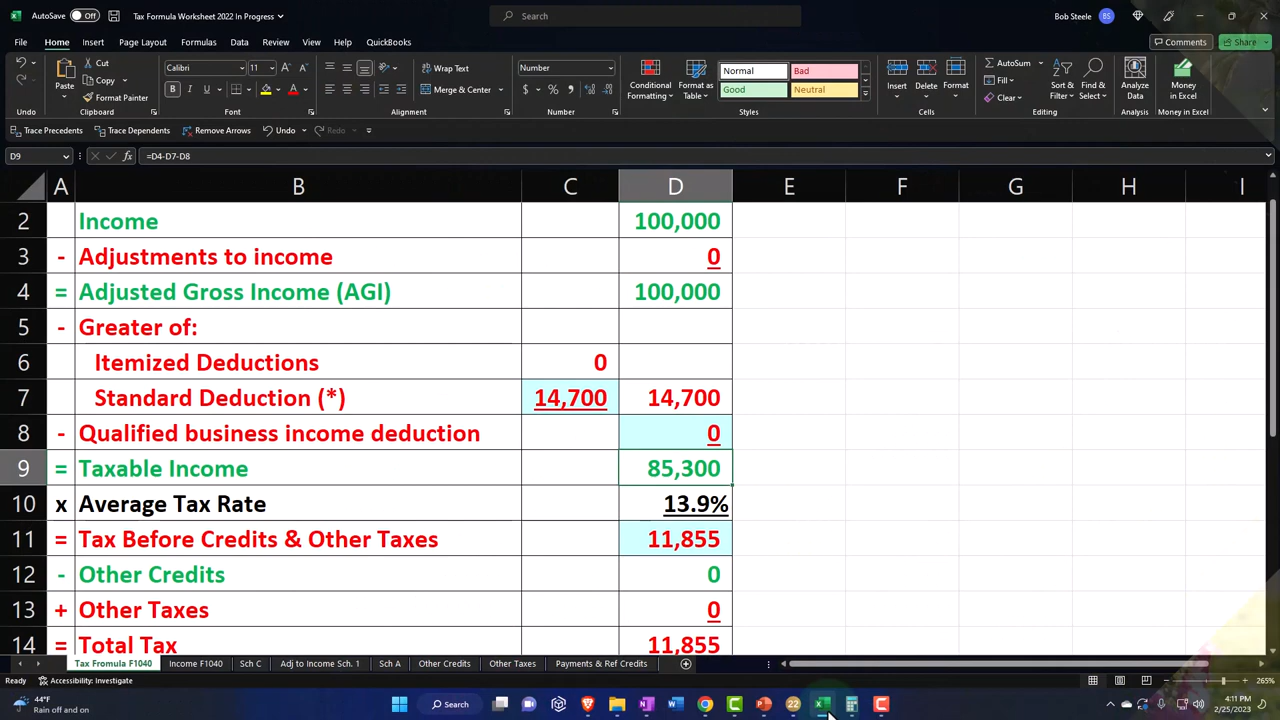 AutoSave Off Tax Formula Worksheet 2022 In Progress Search Bob Steele BS
File Home Insert Page Layout Formulas Data Review View Help QuickBooks Comments Share
Cut Copy Format Painter Paste
Undo Clipboard
Calibri 11 B I U A
Font
Wrap Text Merge & Center
Alignment
Number $ % 9
Number
Conditional Formatting Format as Table
Normal Bad Good Neutral
Styles
Insert Delete Format
Cells
AutoSum Fill Clear Sort & Filter Find & Select
Editing
Analyze Data
Analysis
Money in Excel
Money in Excel
Trace Precedents Trace Dependents Remove Arrows Undo Redo
D9 fx =D4-D7-D8
A B C D E F G H I
2 Income 100,000
3 - Adjustments to income 0
4 = Adjusted Gross Income (AGI) 100,000
5 - Greater of:
6 Itemized Deductions 0
7 Standard Deduction (*) 14,700 14,700
8 - Qualified business income deduction 0
9 = Taxable Income 85,300
10 x Average Tax Rate 13.9%
11 = Tax Before Credits & Other Taxes 11,855
12 - Other Credits 0
13 + Other Taxes 0
14 = Total Tax 11,855
Tax Fromula F1040 Income F1040 Sch C Adj to Income Sch. 1 Sch A Other Credits Other Taxes Payments & Ref Credits
Ready Accessibility: Investigate 265%
44°F
Rain off and on
Search
22
4:11 PM
2/25/2023